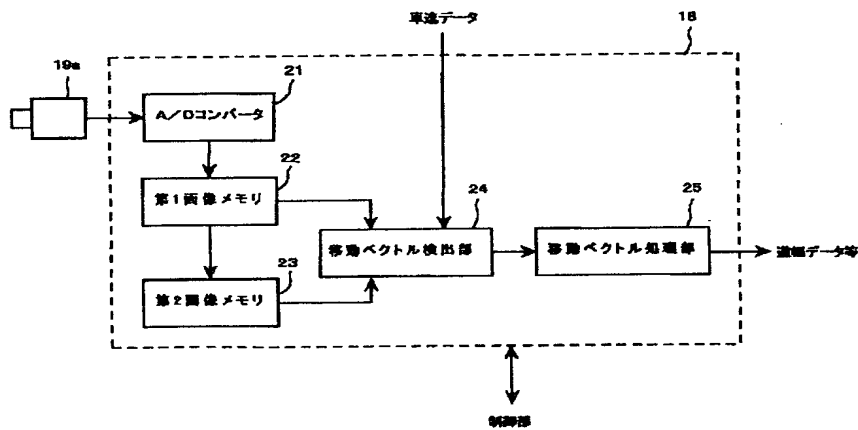 車速データ
18
19a
21
A/Dコンバータ
22
第1画像メモリ
24
25
移動ベクトル検出部
移動ベクトル処理部
道幅データ等
23
第2画像メモリ
制御部